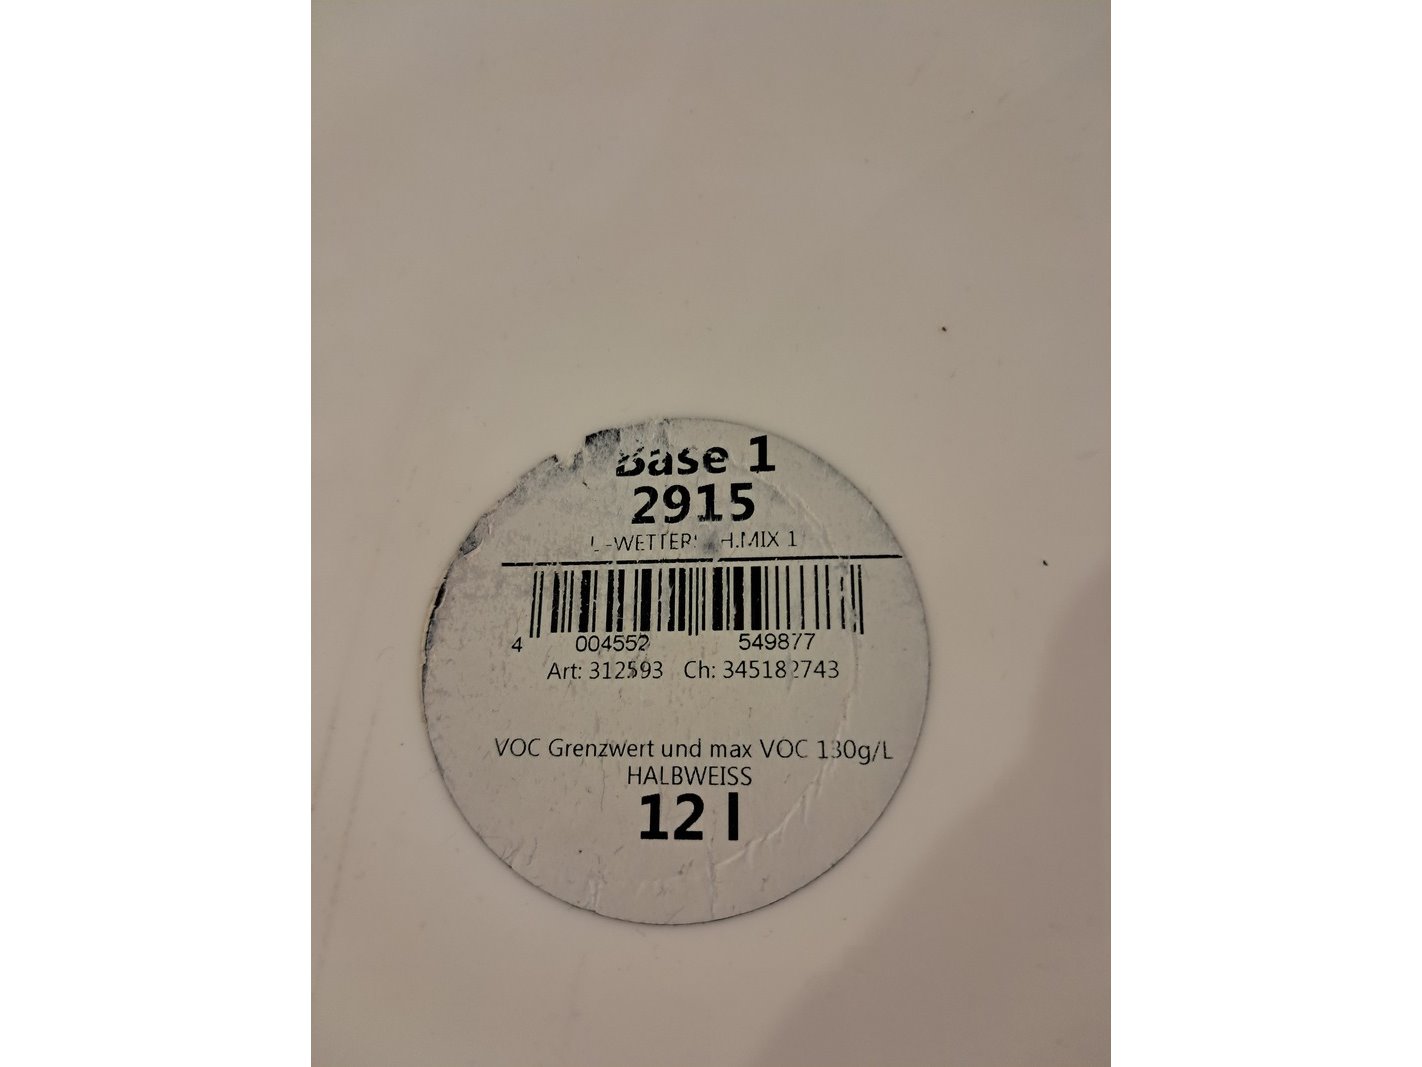 Base 1
2915
MIX 1
4 004552 549877
Art: 312593 Ch: 345182743
VOC Grenzwert und max VOC 130g/L
HALBWEISS
12 l